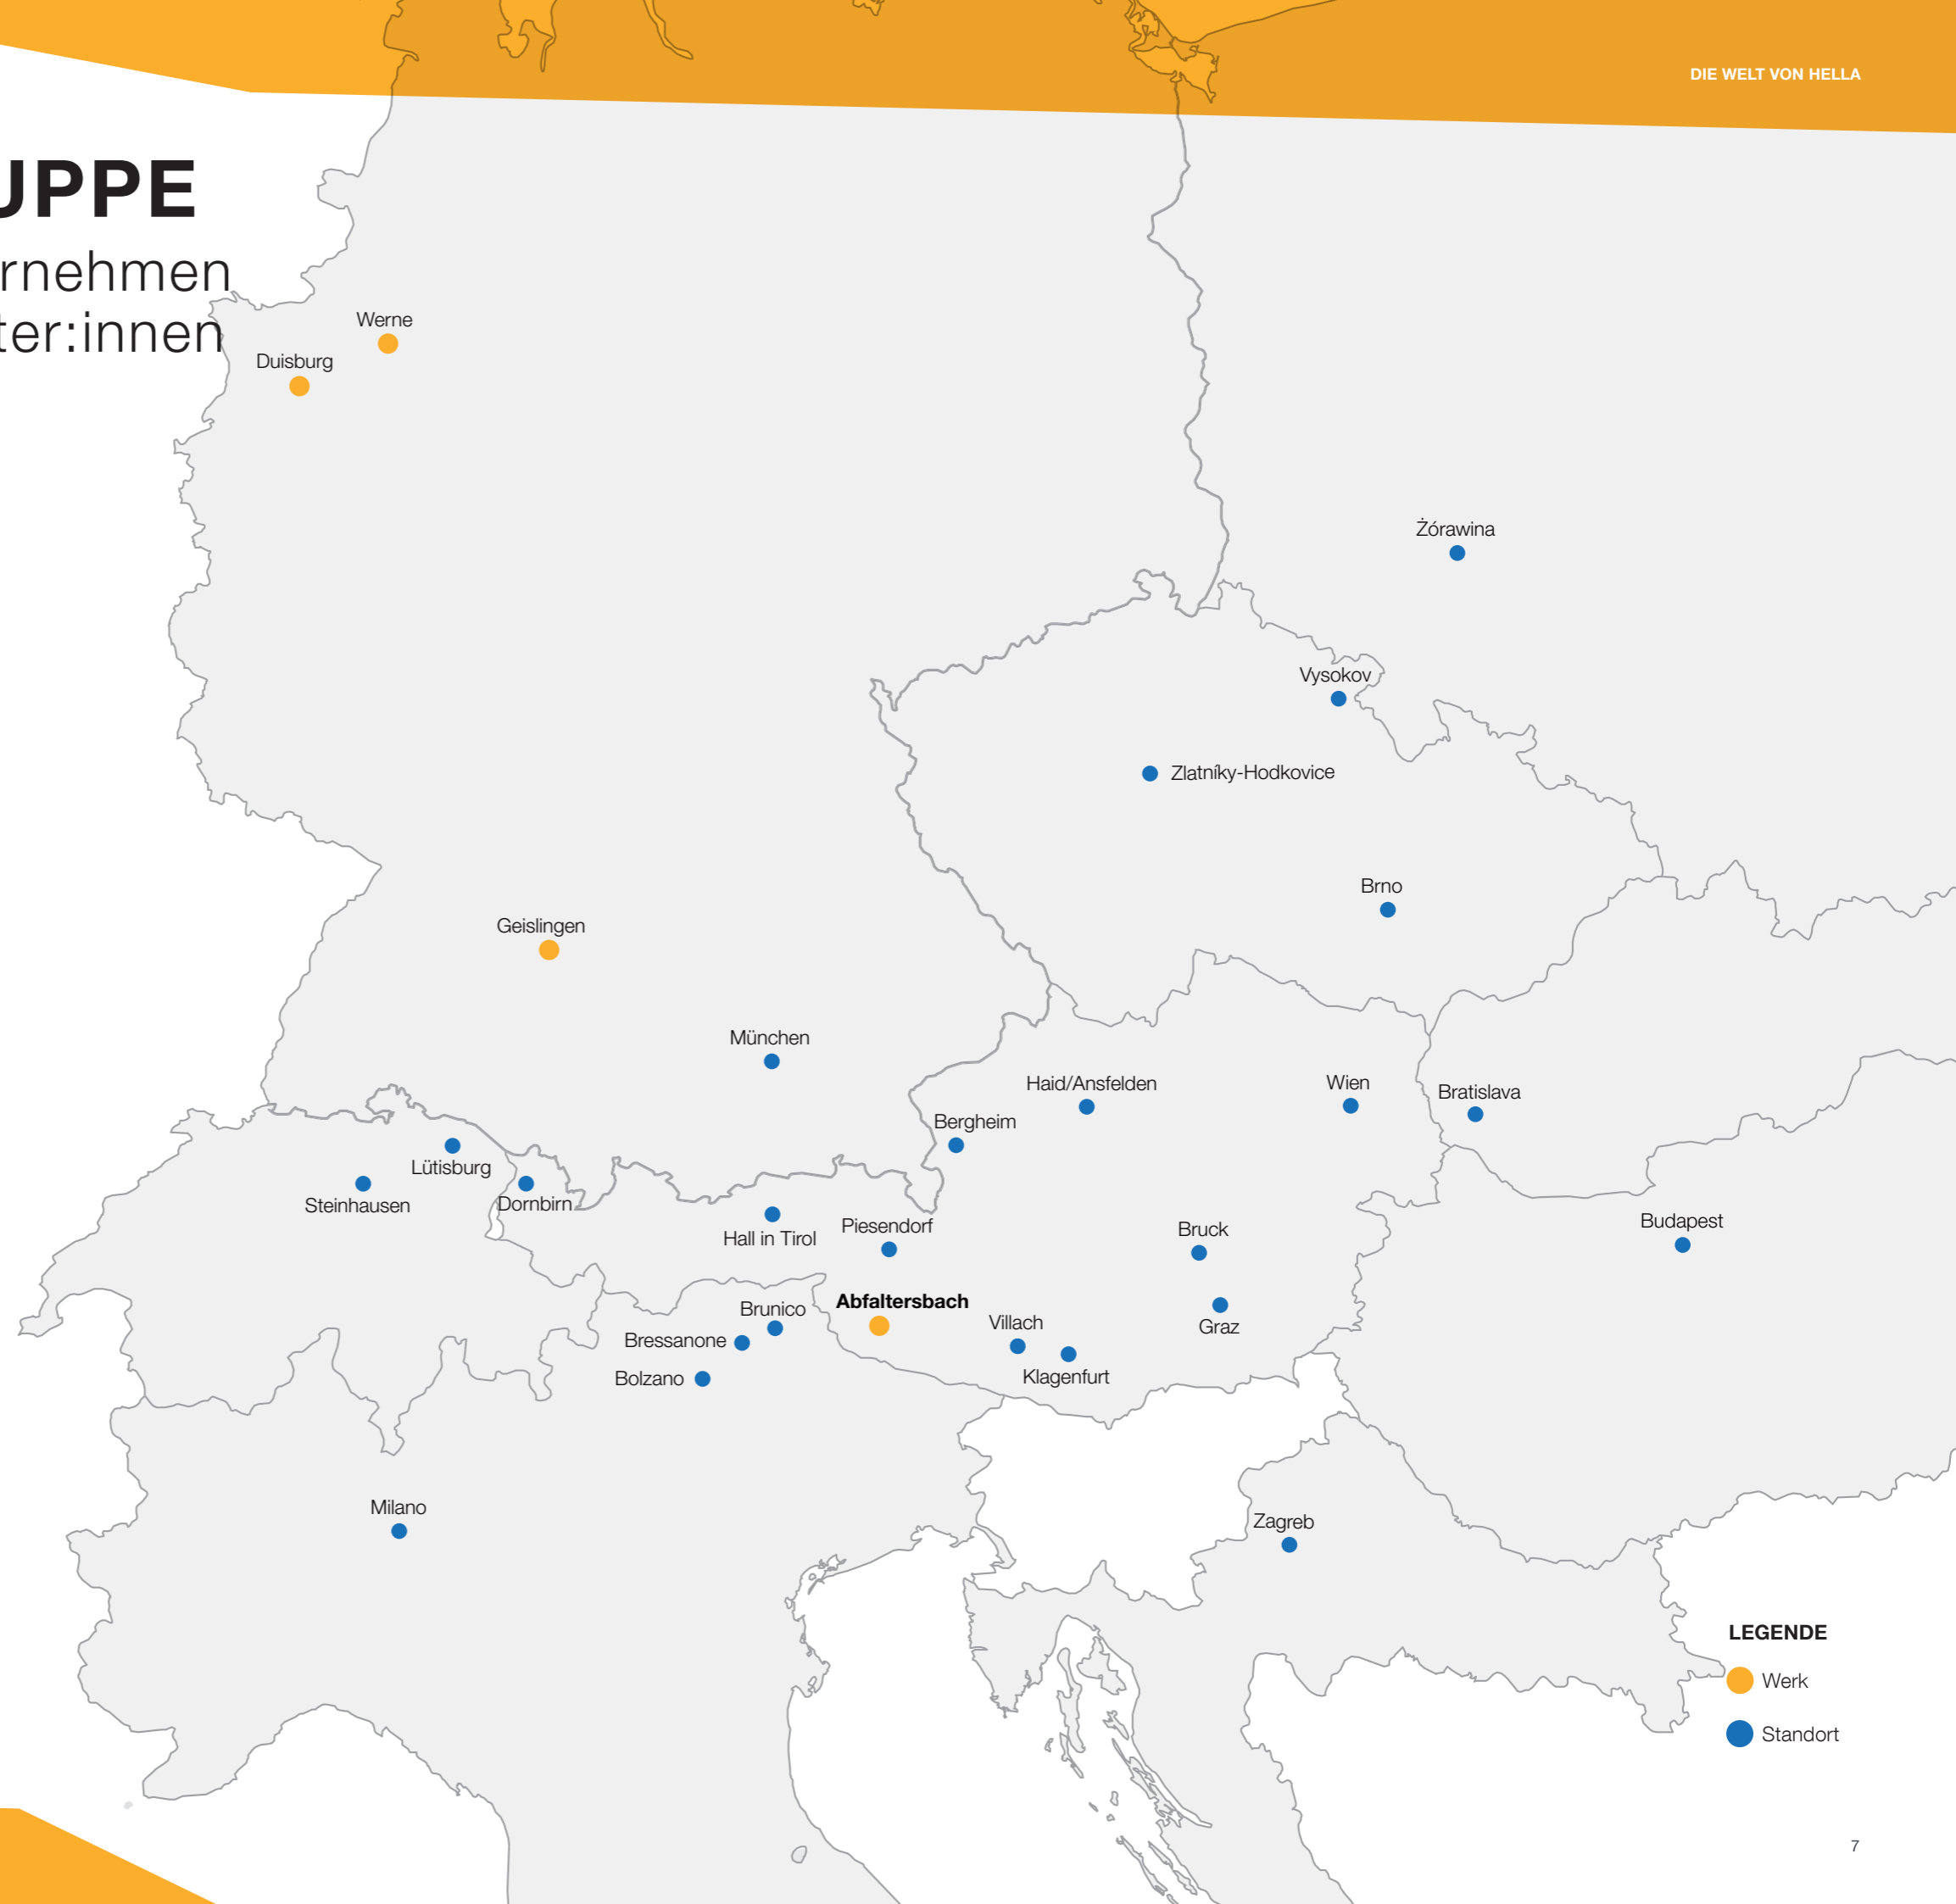 DIE WELT VON HELLA
UPPE
rnehmen
ter:innen
Werne
Duisburg
Żórawina
Vysokov
Zlatníky-Hodkovice
Brno
Geislingen
München
Haid/Ansfelden
Wien
Bratislava
Bergheim
Lütisburg
Steinhausen
Dornbirn
Hall in Tirol
Piesendorf
Bruck
Budapest
Abfaltersbach
Brunico
Bressanone
Bolzano
Villach
Klagenfurt
Graz
Milano
Zagreb
LEGENDE
Werk
Standort
7